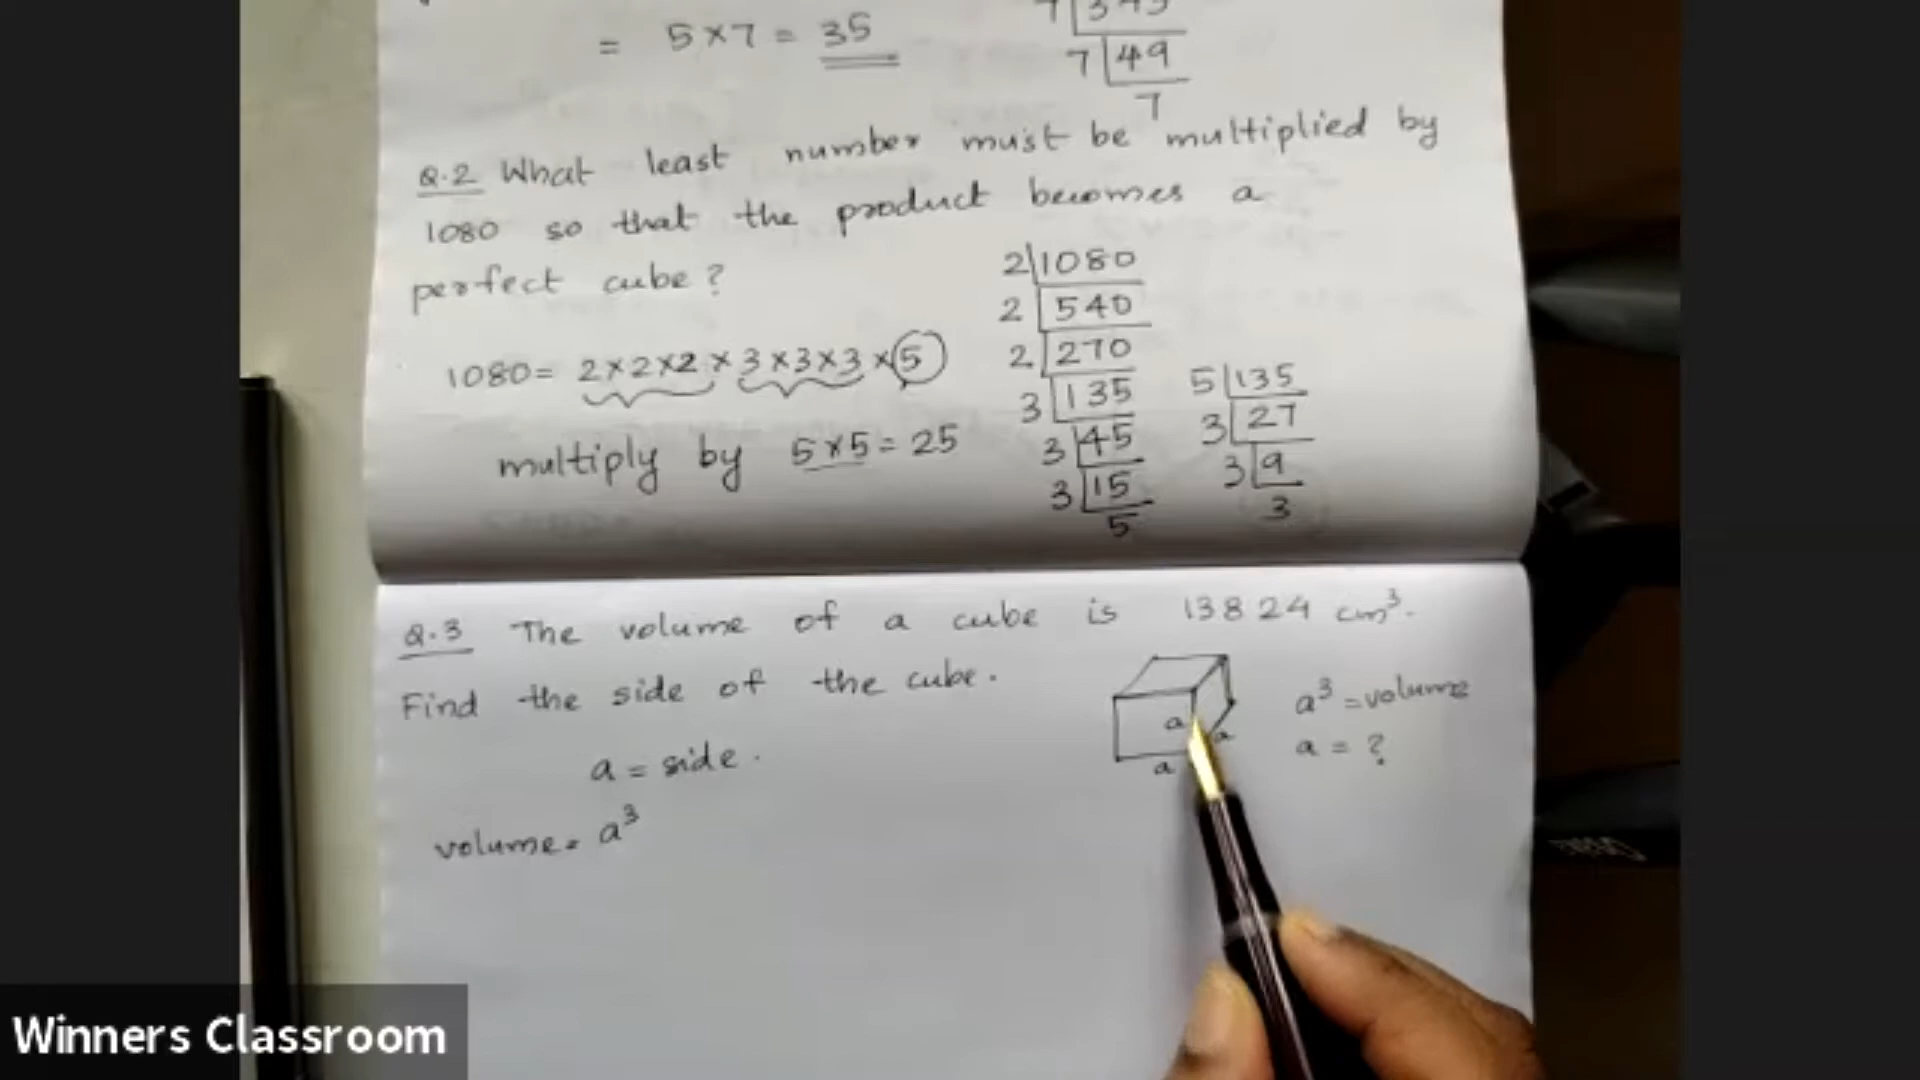 = 5×7 = 35
7 343
7 49
7
Q.2 What least number must be multiplied by
1080 so that the product becomes a
perfect cube?
1080 = 2×2×2 × 3×3×3 × 5
multiply by 5×5 = 25
2 1080
2 540
2 270
3 135
3 45
3 15
5
5 135
3 27
3 9
3
Q.3 The volume of a cube is 13824 cm³.
Find the side of the cube.
a
a
a
a³ = volume
a = ?
a = side.
volume = a³
Winners Classroom